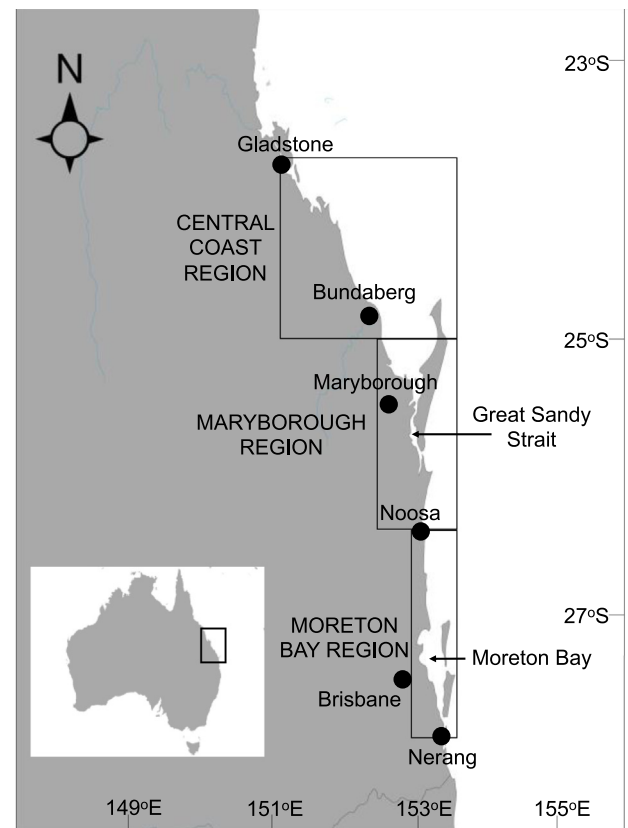 N
23°S
Gladstone
CENTRAL
COAST
REGION
Bundaberg
25°S
Maryborough
MARYBOROUGH
REGION
Great Sandy
Strait
Noosa
27°S
MORETON
BAY REGION
Moreton Bay
Brisbane
Nerang
149°E
151°E
153°E
155°E